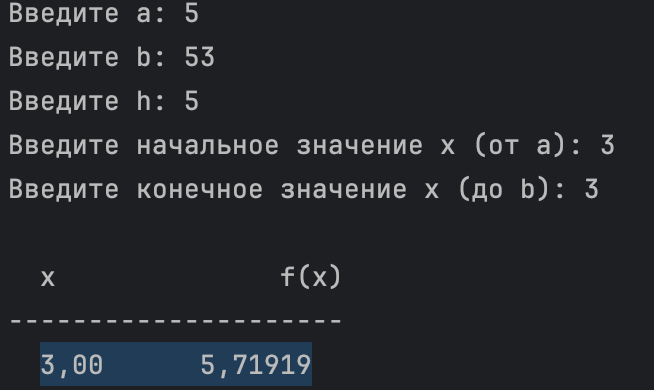 Введите a: 5
Введите b: 53
Введите h: 5
Введите начальное значение x (от a): 3
Введите конечное значение x (до b): 3
x f(x)
---------------------
3,00 5,71919